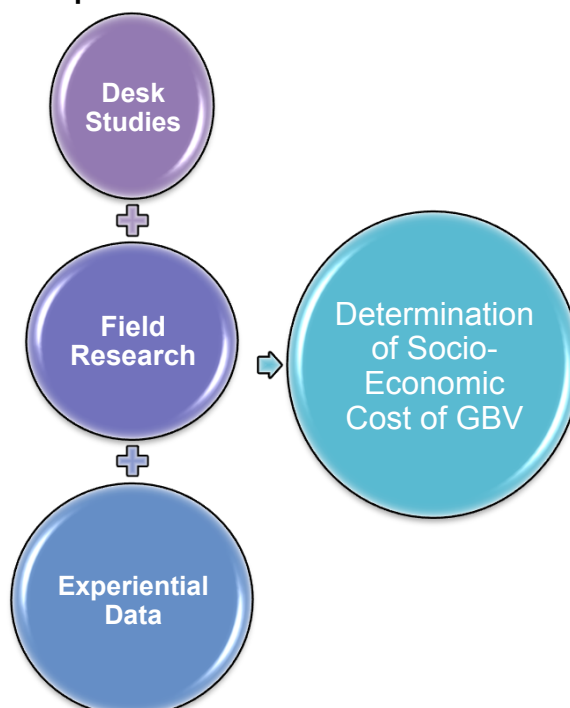 Desk
Studies
Field
Research
Experiential
Data
Determination
of Socio-
Economic
Cost of GBV